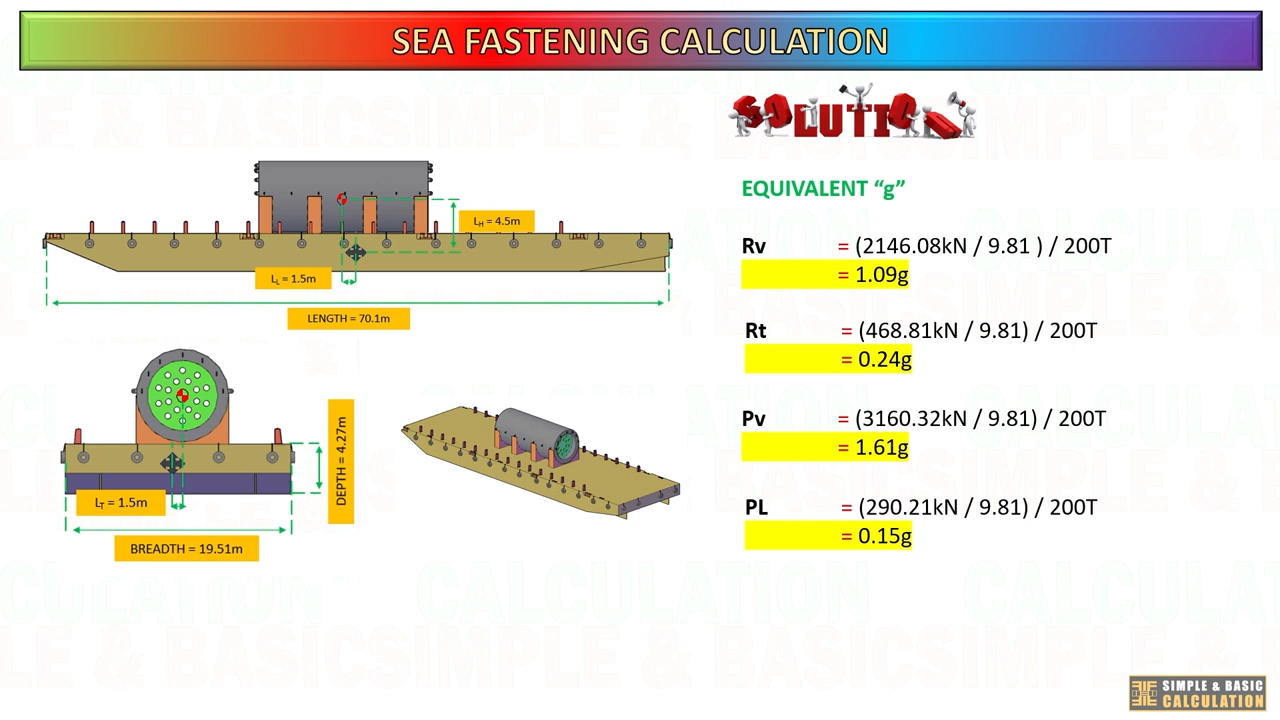 SEA FASTENING CALCULATION
SOLUTION
EQUIVALENT “g”
Rv = (2146.08kN / 9.81 ) / 200T
= 1.09g
Rt = (468.81kN / 9.81) / 200T
= 0.24g
Pv = (3160.32kN / 9.81) / 200T
= 1.61g
PL = (290.21kN / 9.81) / 200T
= 0.15g
LH = 4.5m
LL = 1.5m
LENGTH = 70.1m
DEPTH = 4.27m
LT = 1.5m
BREADTH = 19.51m
SIMPLE & BASIC
CALCULATION